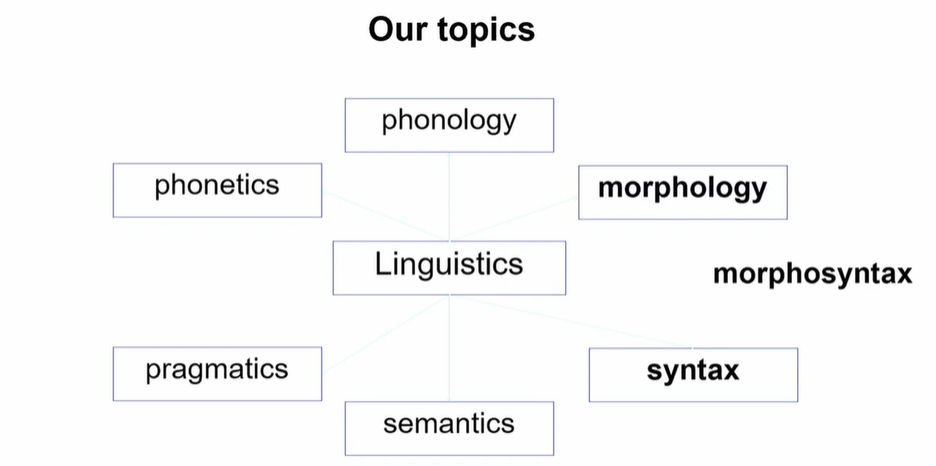 Our topics
phonology
phonetics
morphology
Linguistics
morphosyntax
pragmatics
syntax
semantics